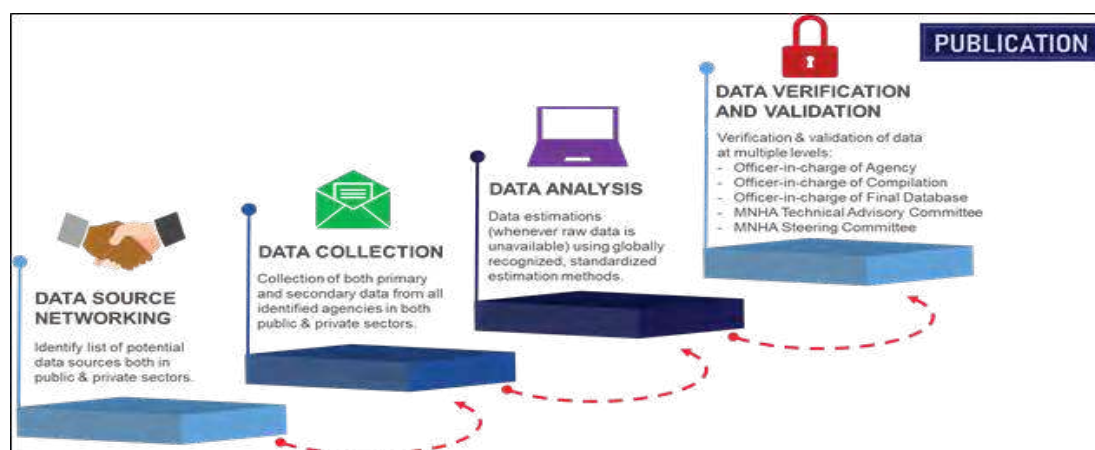 PUBLICATION
DATA SOURCE
NETWORKING
Identify list of potential
data sources both in
public & private sectors.
DATA COLLECTION
Collection of both primary
and secondary data from all
identified agencies in both
public & private sectors.
DATA ANALYSIS
Data estimations
(whenever raw data is
unavailable) using globally
recognized, standardized
estimation methods.
DATA VERIFICATION
AND VALIDATION
Verification & validation of data
at multiple levels:
- Officer-in-charge of Agency
- Officer-in-charge of Compilation
- Officer-in-charge of Final Database
- MNHA Technical Advisory Committee
- MNHA Steering Committee